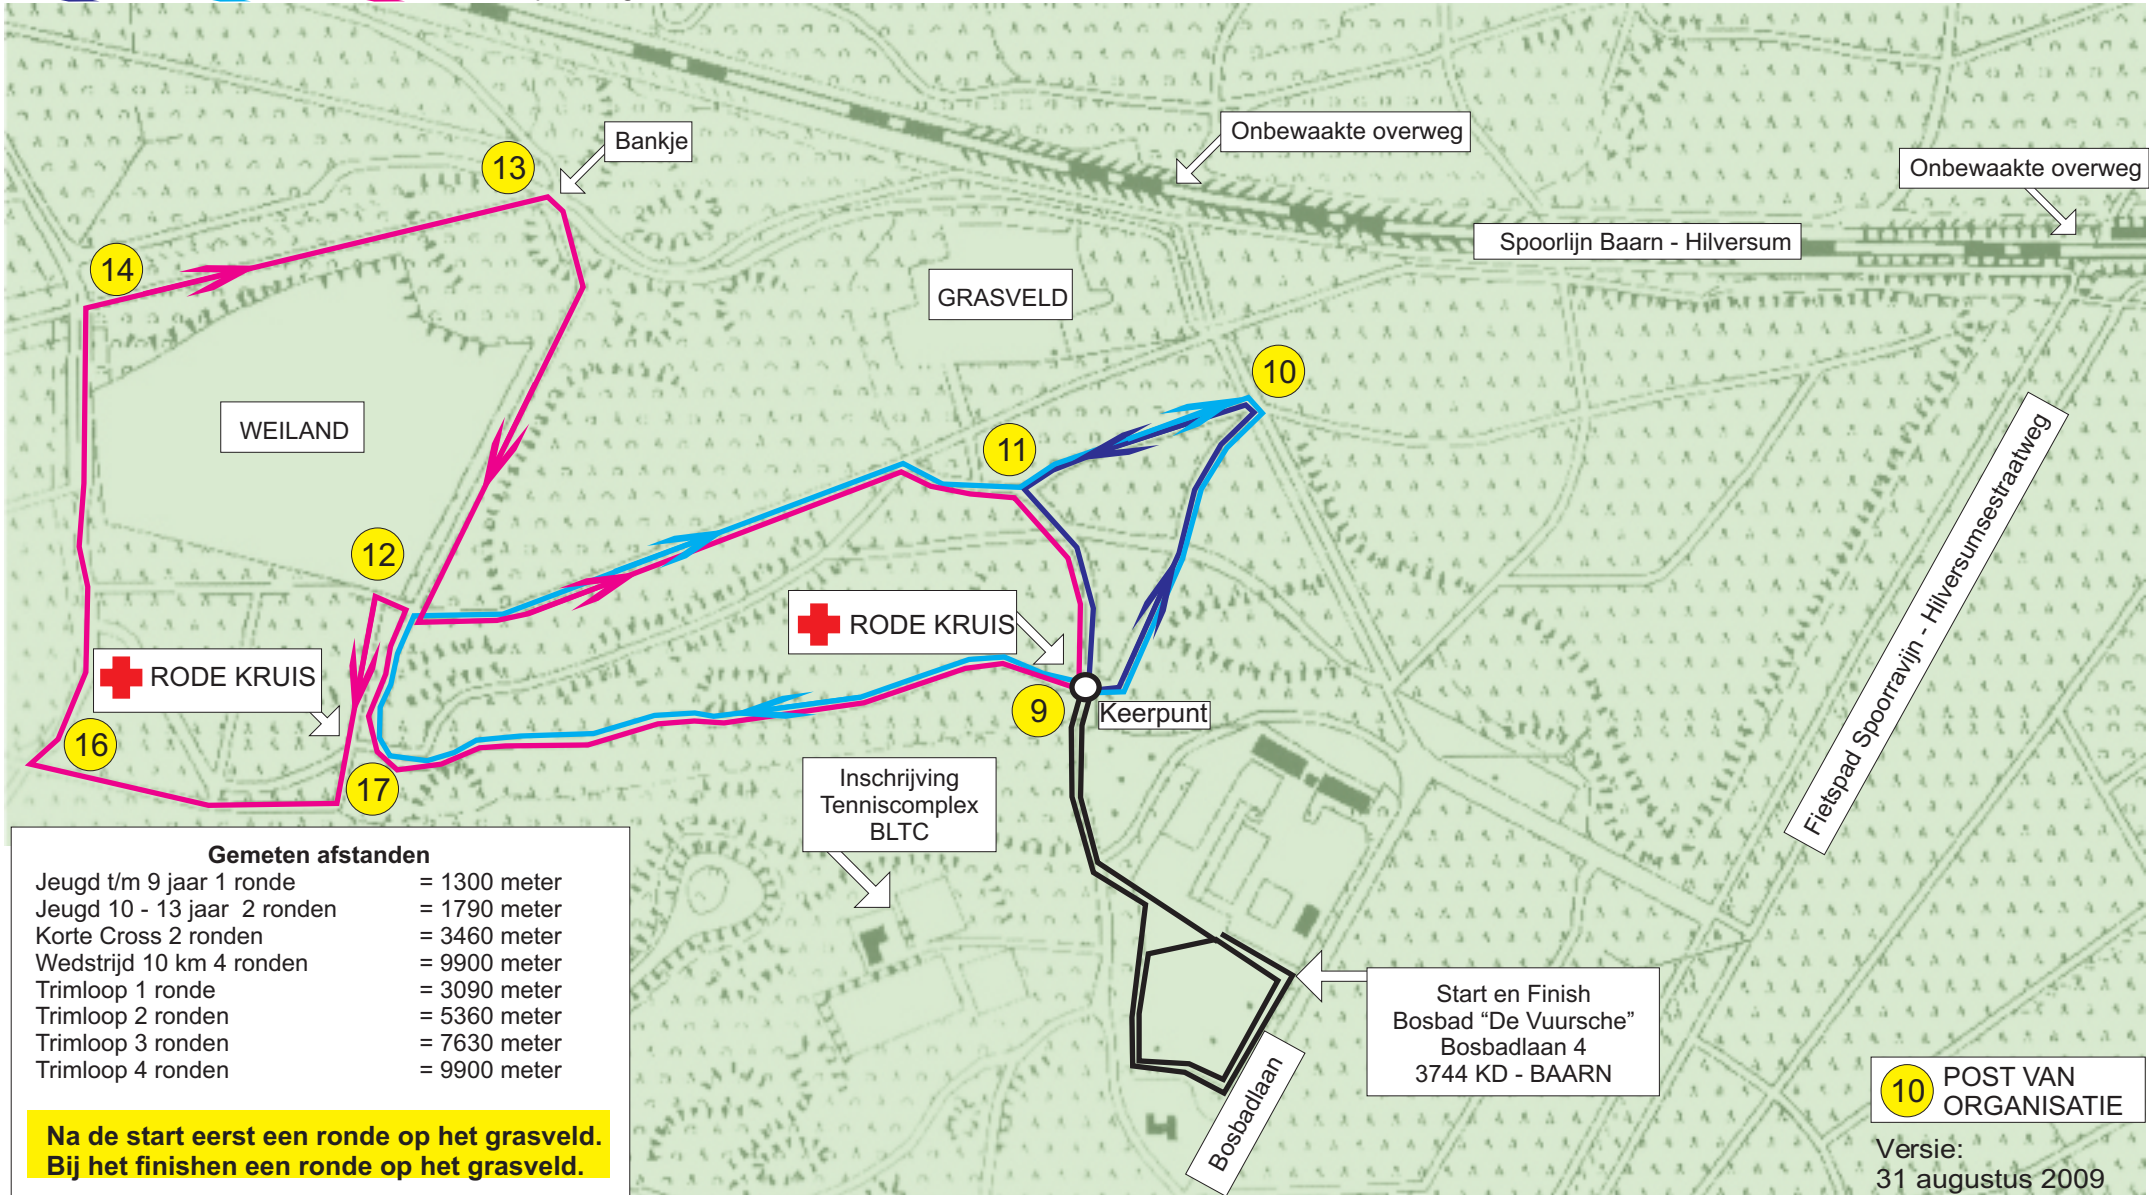 13
Bankje
Onbewaakte overweg
Onbewaakte overweg
Spoorlijn Baarn - Hilversum
14
GRASVELD
10
WEILAND
11
12
Fietspad Spoorravijn - Hilversumsestraatweg
RODE KRUIS
RODE KRUIS
9
Keerpunt
16
17
Inschrijving
Tenniscomplex
BLTC
Gemeten afstanden
Jeugd t/m 9 jaar 1 ronde = 1300 meter
Jeugd 10 - 13 jaar 2 ronden = 1790 meter
Korte Cross 2 ronden = 3460 meter
Wedstrijd 10 km 4 ronden = 9900 meter
Trimloop 1 ronde = 3090 meter
Trimloop 2 ronden = 5360 meter
Trimloop 3 ronden = 7630 meter
Trimloop 4 ronden = 9900 meter
Na de start eerst een ronde op het grasveld.
Bij het finishen een ronde op het grasveld.
Start en Finish
Bosbad “De Vuursche”
Bosbadlaan 4
3744 KD - BAARN
Bosbadlaan
10 POST VAN
ORGANISATIE
Versie:
31 augustus 2009